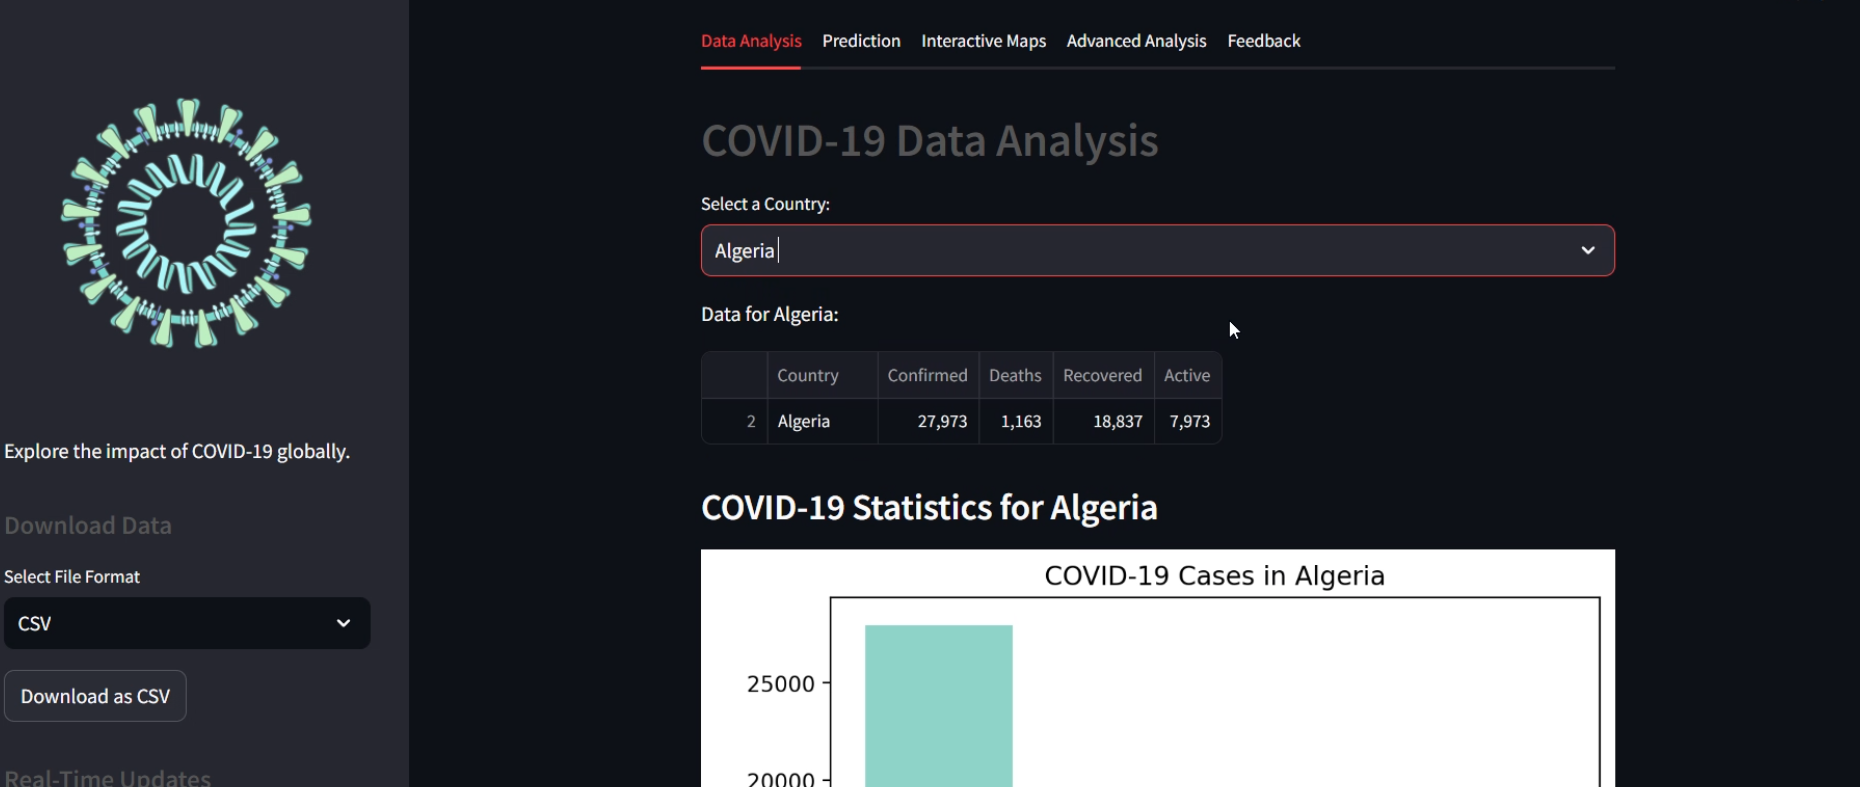 Data Analysis Prediction Interactive Maps Advanced Analysis Feedback
COVID-19 Data Analysis
Select a Country:
Algeria
Data for Algeria:
Country Confirmed Deaths Recovered Active
2 Algeria 27,973 1,163 18,837 7,973
COVID-19 Statistics for Algeria
COVID-19 Cases in Algeria
25000
20000
Explore the impact of COVID-19 globally.
Download Data
Select File Format
CSV
Download as CSV
Real-Time Updates